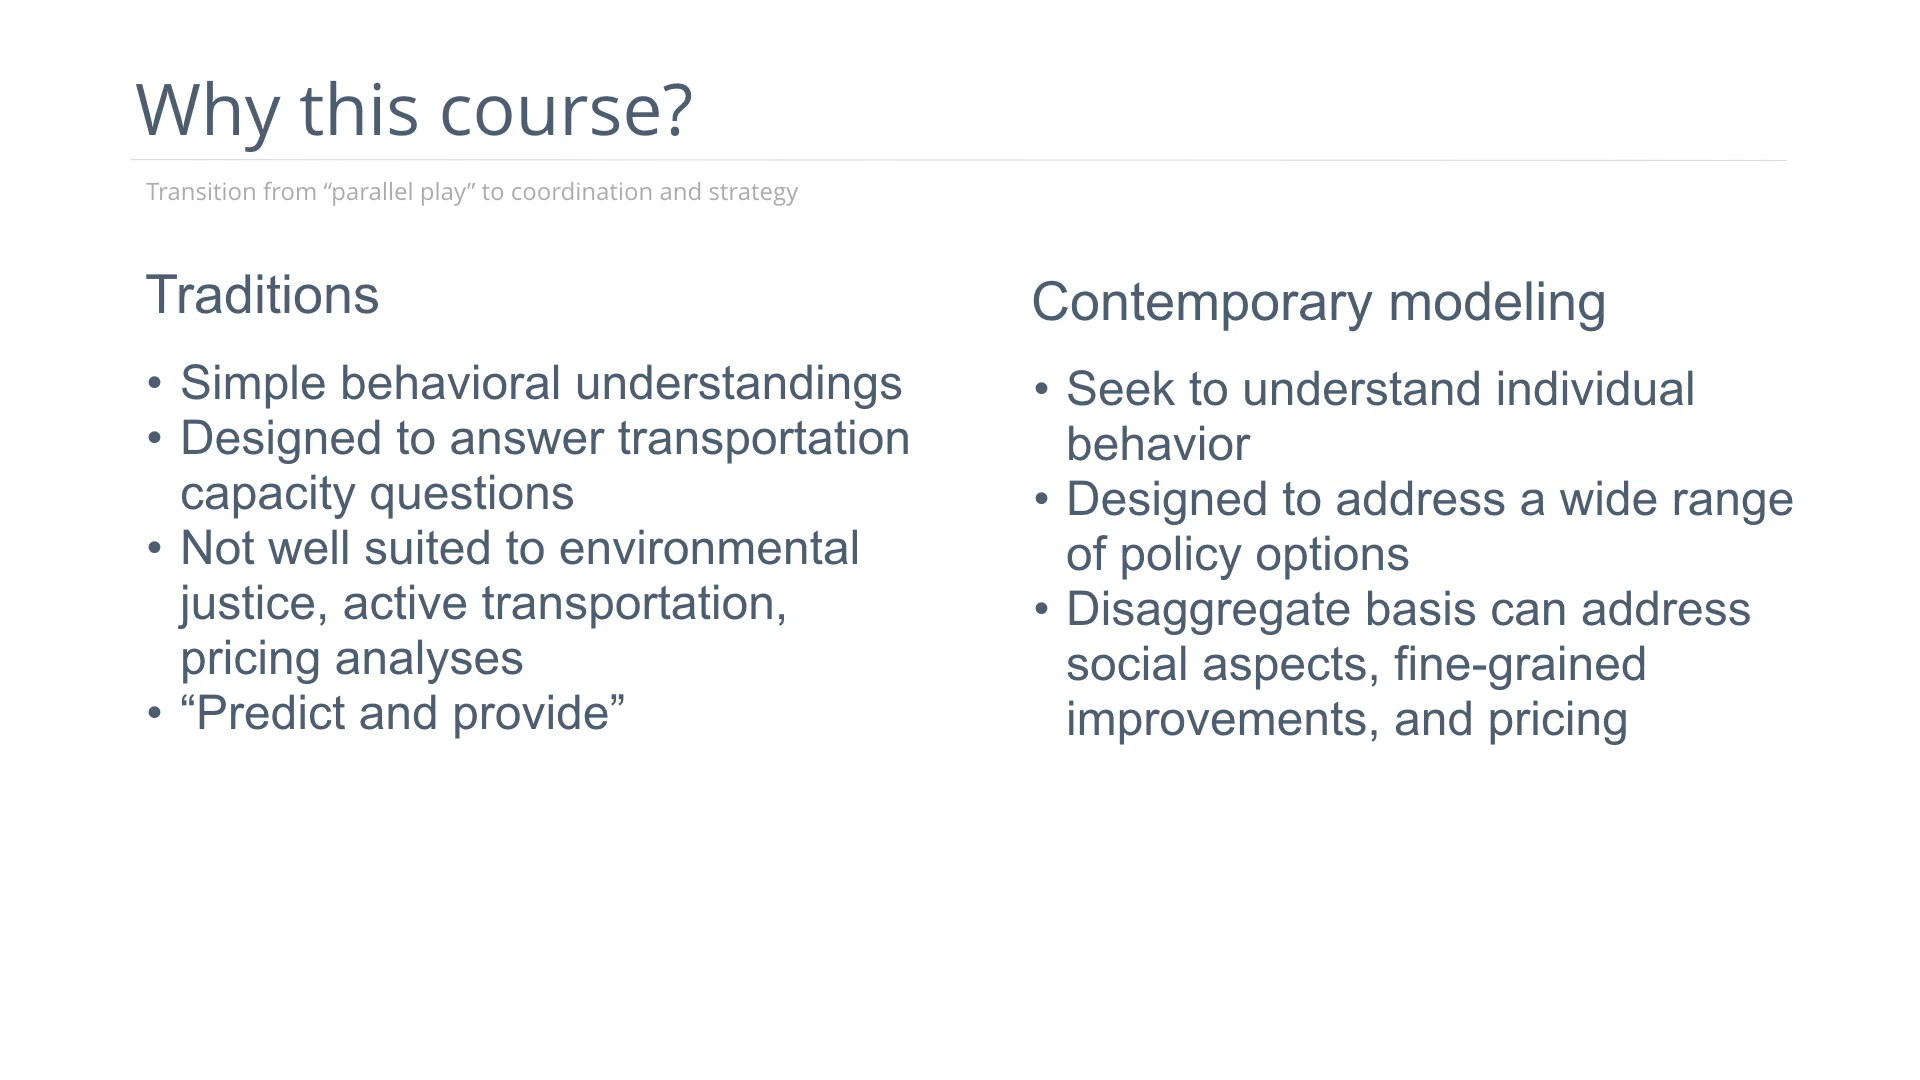 Why this course?
Transition from “parallel play” to coordination and strategy
Traditions
• Simple behavioral understandings
• Designed to answer transportation
capacity questions
• Not well suited to environmental
justice, active transportation,
pricing analyses
• “Predict and provide”
Contemporary modeling
• Seek to understand individual
behavior
• Designed to address a wide range
of policy options
• Disaggregate basis can address
social aspects, fine-grained
improvements, and pricing